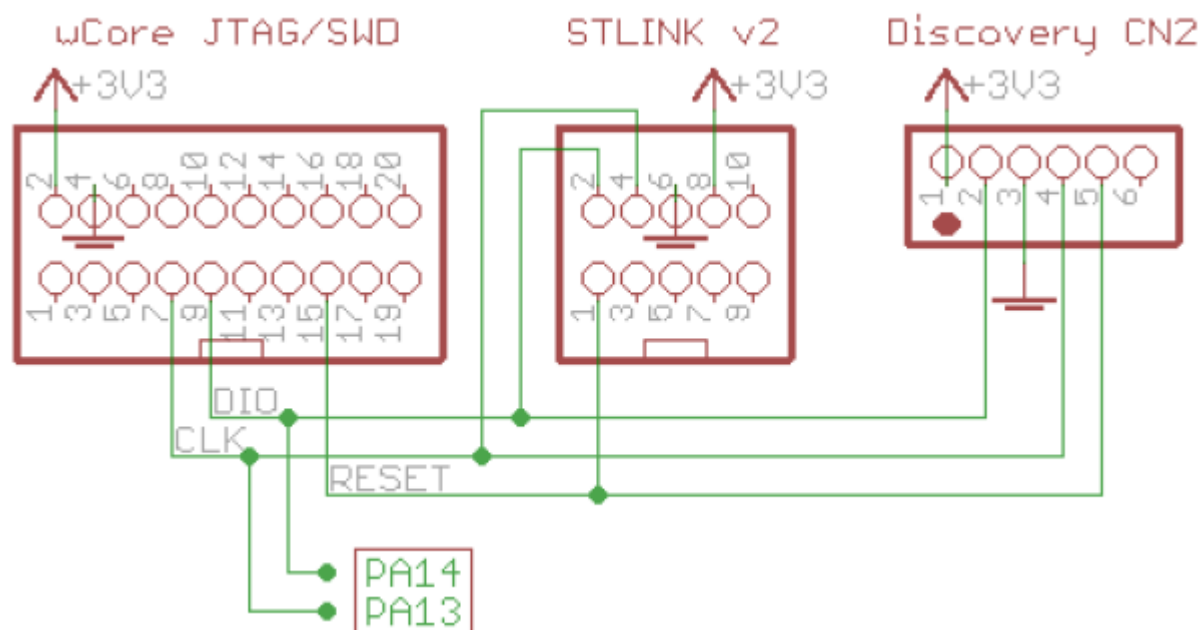 wCore JTAG/SWD
STLINK v2
Discovery CN2
+3V3
+3V3
+3V3
2 4 6 8 10 12 14 16 18 20
2 4 6 8 10
1 2 3 4 5 6
1 3 5 7 9 11 13 15 17 19
1 3 5 7 9
DIO
CLK
RESET
PA14
PA13